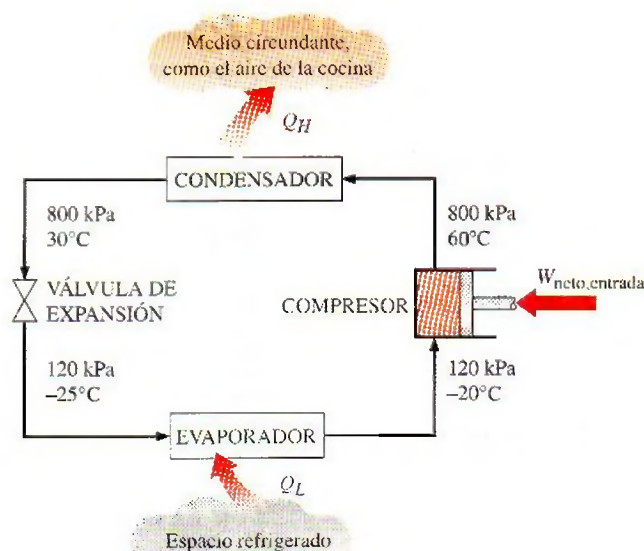 Medio circundante,
como el aire de la cocina
Q_H
CONDENSADOR
800 kPa
30°C
800 kPa
60°C
W_neto,entrada
VÁLVULA DE
EXPANSIÓN
COMPRESOR
120 kPa
–25°C
120 kPa
–20°C
EVAPORADOR
Q_L
Espacio refrigerado